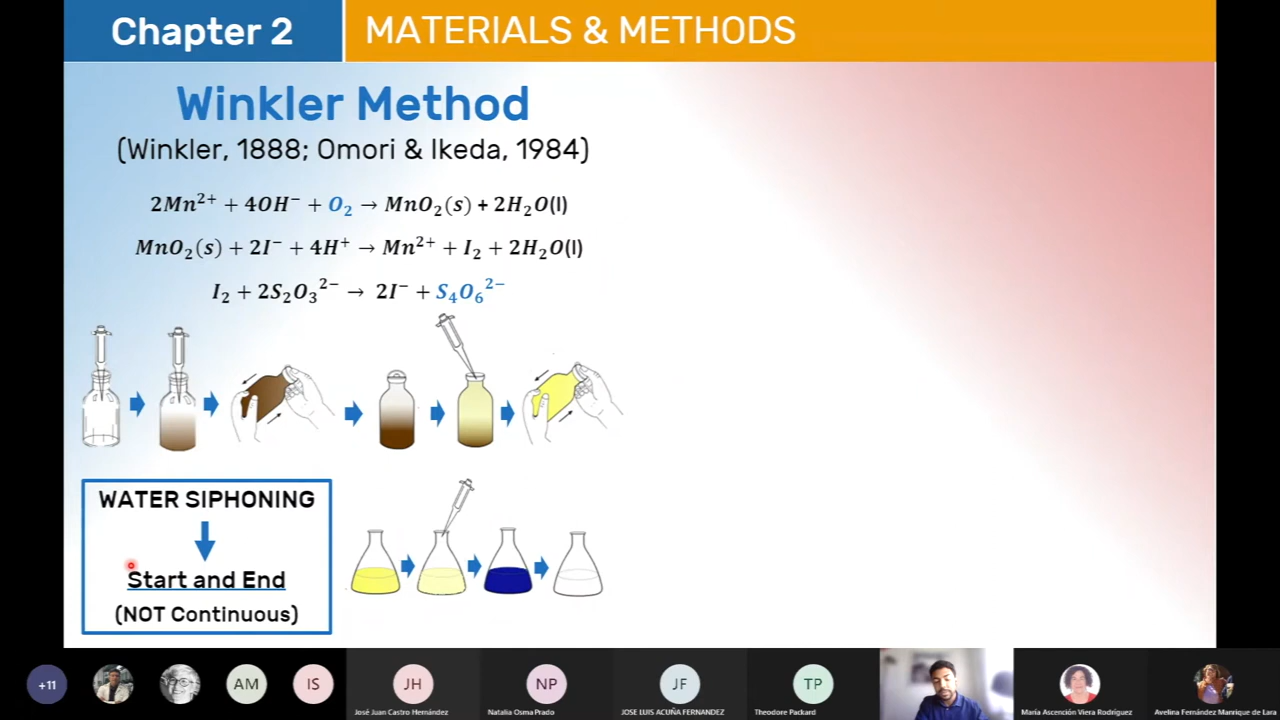 Chapter 2
MATERIALS & METHODS
Winkler Method
(Winkler, 1888; Omori & Ikeda, 1984)
2Mn²⁺ + 4OH⁻ + O₂ → MnO₂(s) + 2H₂O(l)
MnO₂(s) + 2I⁻ + 4H⁺ → Mn²⁺ + I₂ + 2H₂O(l)
I₂ + 2S₂O₃²⁻ → 2I⁻ + S₄O₆²⁻
WATER SIPHONING
Start and End
(NOT Continuous)
+11
AM
IS
JH
NP
JF
TP
José Juan Castro Hernández
Natalia Osma Prado
JOSE LUIS ACUÑA FERNANDEZ
Theodore Packard
María Ascención Viera Rodríguez
Avelina Fernández Manrique de Lara